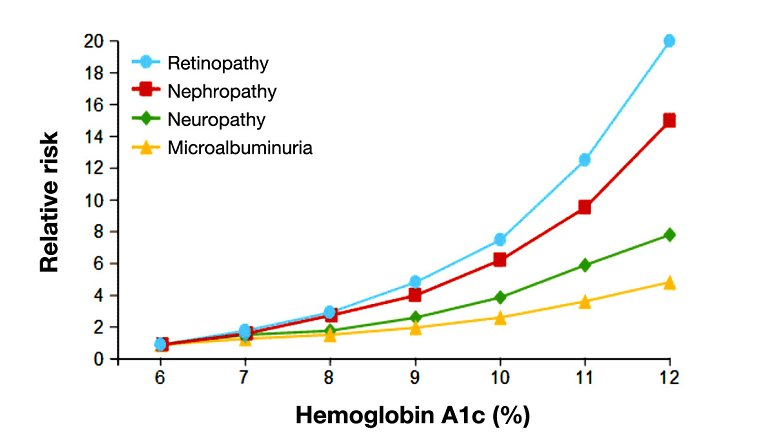 Relative risk
20
18
16
14
12
10
8
6
4
2
0
Retinopathy
Nephropathy
Neuropathy
Microalbuminuria
6 7 8 9 10 11 12
Hemoglobin A1c (%)